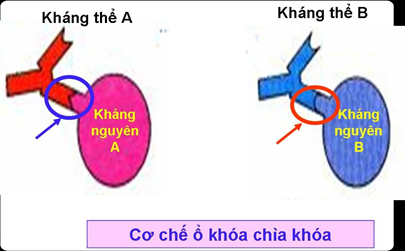 Kháng thể A
Kháng thể B
Kháng
nguyên
A
Kháng
nguyên
B
Cơ chế ổ khóa chìa khóa